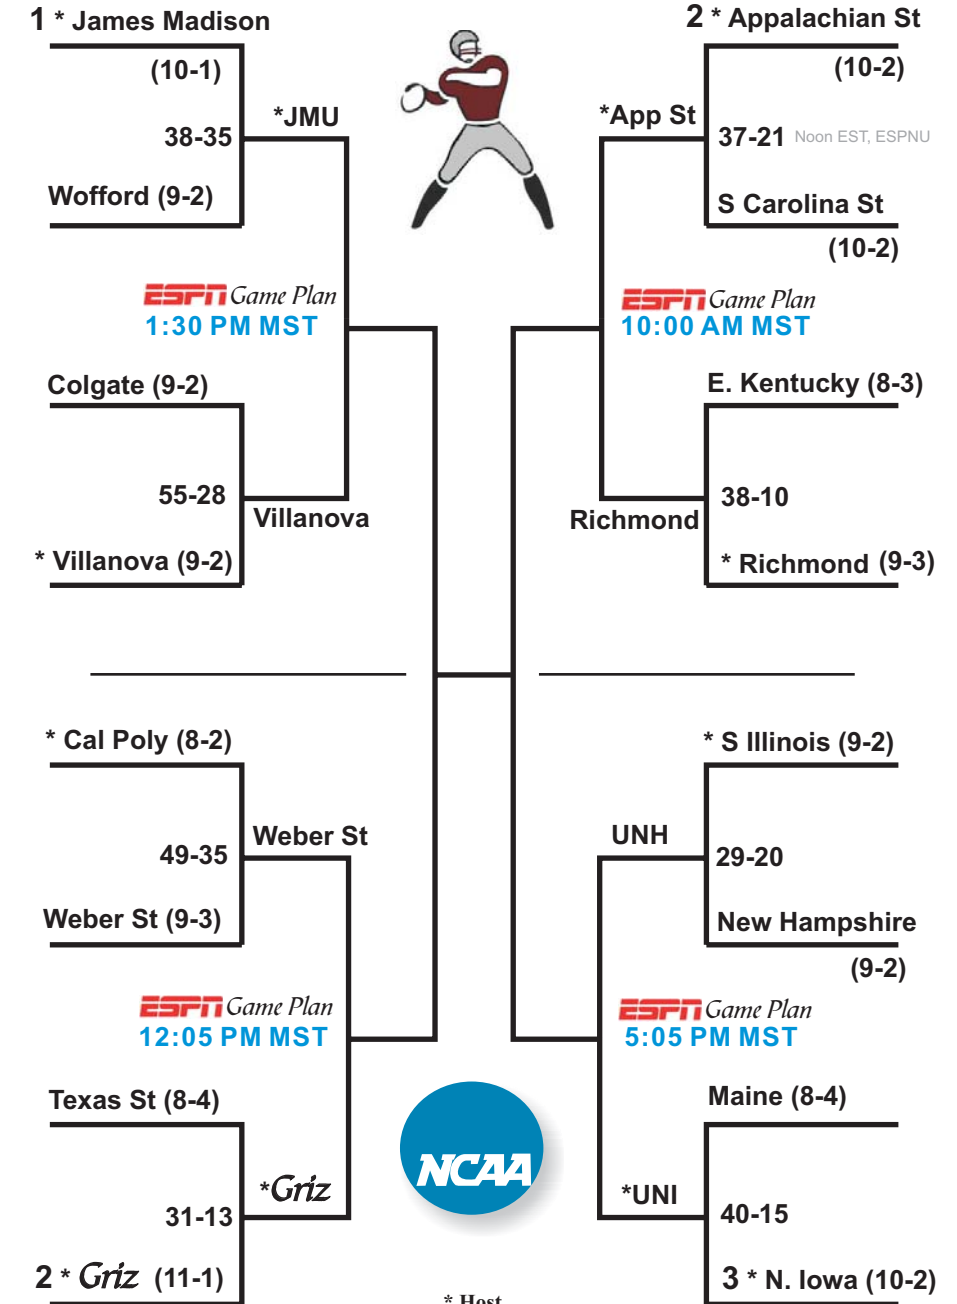 1 * James Madison
(10-1)
38-35
*JMU
Wofford (9-2)
ESPN Game Plan
1:30 PM MST
Colgate (9-2)
55-28
Villanova
* Villanova (9-2)
2 * Appalachian St
(10-2)
*App St
37-21 Noon EST, ESPNU
S Carolina St
(10-2)
ESPN Game Plan
10:00 AM MST
E. Kentucky (8-3)
38-10
Richmond
* Richmond (9-3)
* Cal Poly (8-2)
Weber St
49-35
Weber St (9-3)
ESPN Game Plan
12:05 PM MST
Texas St (8-4)
*Griz
31-13
2 * Griz (11-1)
* S Illinois (9-2)
UNH
29-20
New Hampshire
(9-2)
ESPN Game Plan
5:05 PM MST
Maine (8-4)
*UNI
40-15
3 * N. Iowa (10-2)
NCAA
* Host